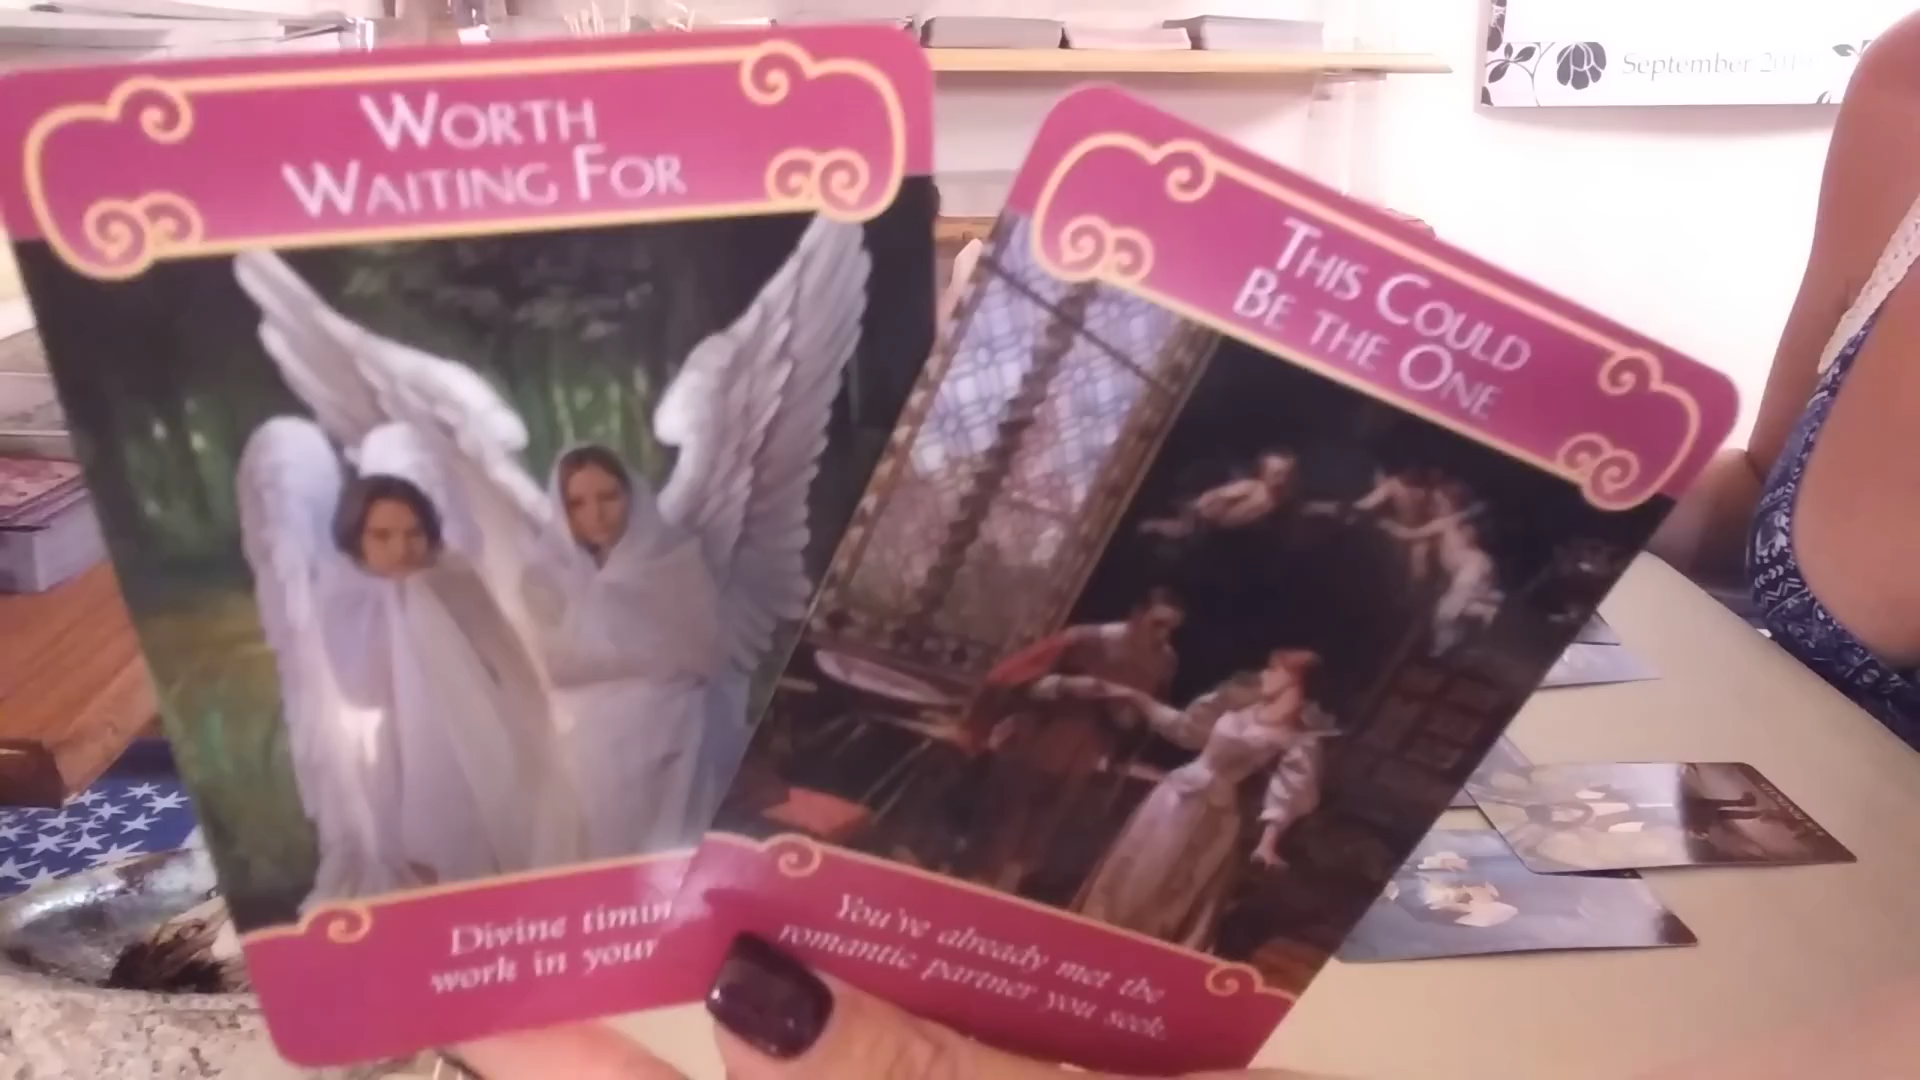 WORTH
WAITING FOR
Divine timin
work in your
THIS COULD
BE THE ONE
You've already met the
romantic partner you seek.
September